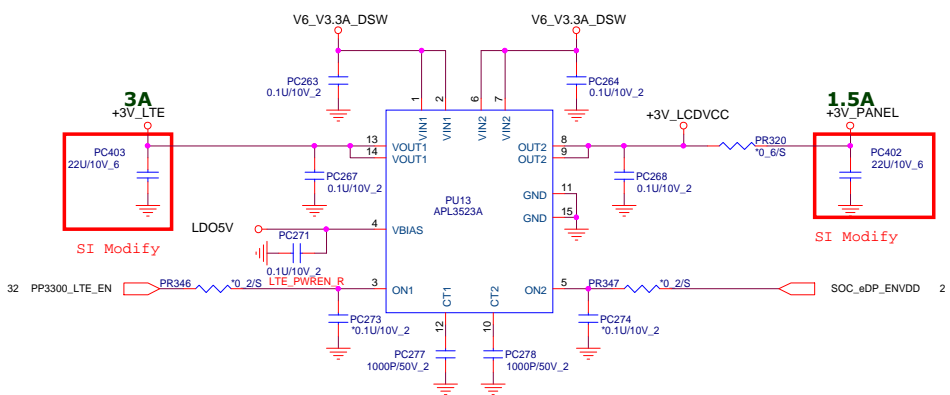 V6_V3.3A_DSW
V6_V3.3A_DSW
PC263
0.1U/10V_2
PC264
0.1U/10V_2
3A
+3V_LTE
1.5A
+3V_PANEL
1
2
6
7
VIN1
VIN1
VIN2
VIN2
+3V_LCDVCC
PC403
22U/10V_6
13
14
VOUT1
VOUT1
OUT2
OUT2
8
9
PR320
*0_6/S
PC402
22U/10V_6
PC267
0.1U/10V_2
PC268
0.1U/10V_2
PU13
APL3523A
GND
11
GND
15
LDO5V
4
VBIAS
SI Modify
SI Modify
PC271
0.1U/10V_2
LTE_PWREN_R
32
PP3300_LTE_EN
PR346
*0_2/S
3
ON1
ON2
5
PR347
*0_2/S
SOC_eDP_ENVDD
2
CT1
CT2
PC273
*0.1U/10V_2
PC274
*0.1U/10V_2
12
10
PC277
1000P/50V_2
PC278
1000P/50V_2